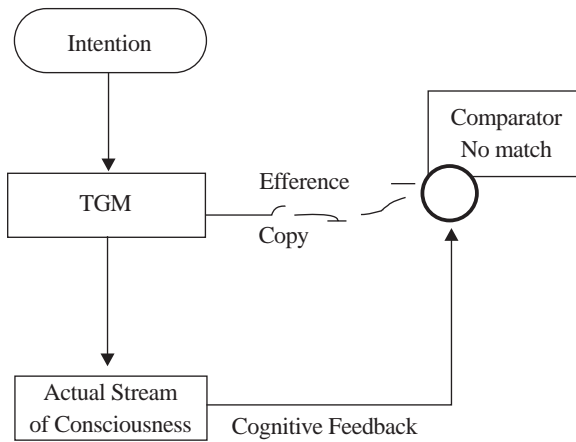 Intention
Comparator
No match
Efference
TGM
Copy
Actual Stream
of Consciousness
Cognitive Feedback